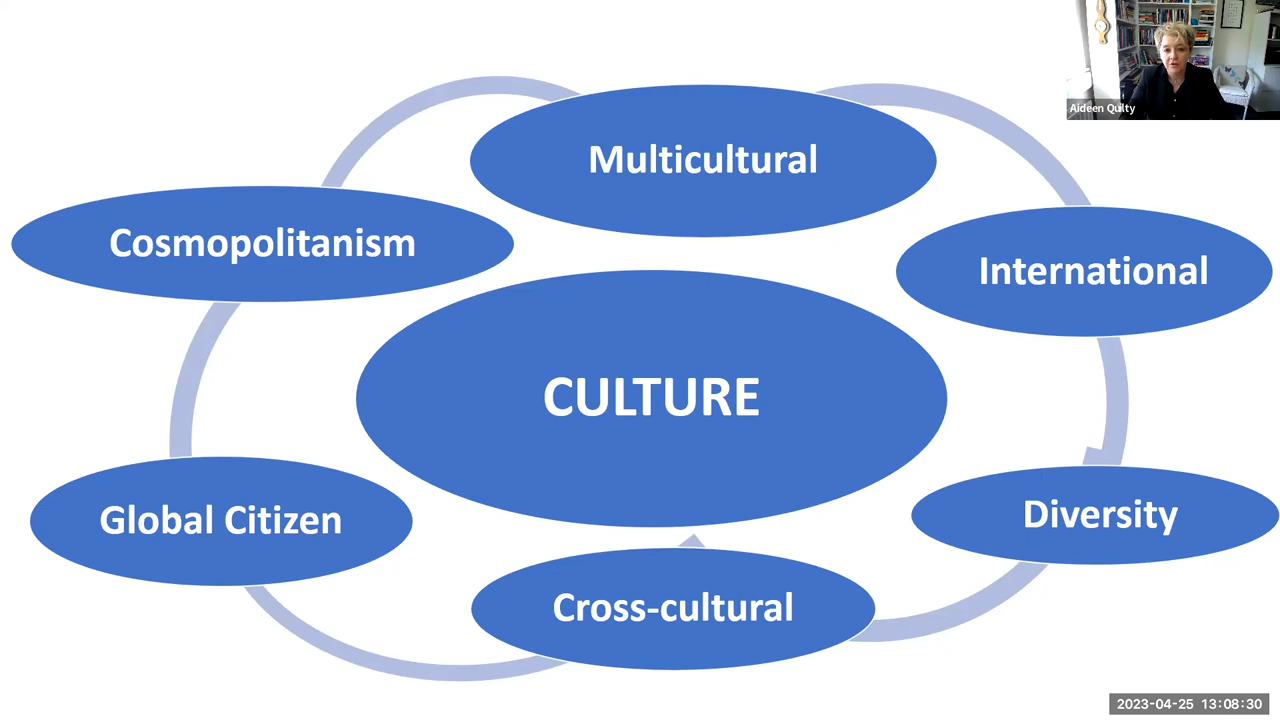 Aideen Quilty
Multicultural
Cosmopolitanism
International
CULTURE
Global Citizen
Diversity
Cross-cultural
2023-04-25 13:08:30